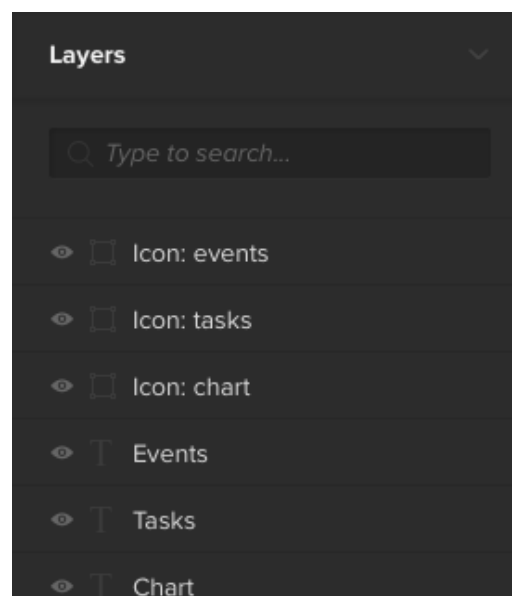 Layers
Type to search...
Icon: events
Icon: tasks
Icon: chart
T Events
T Tasks
T Chart